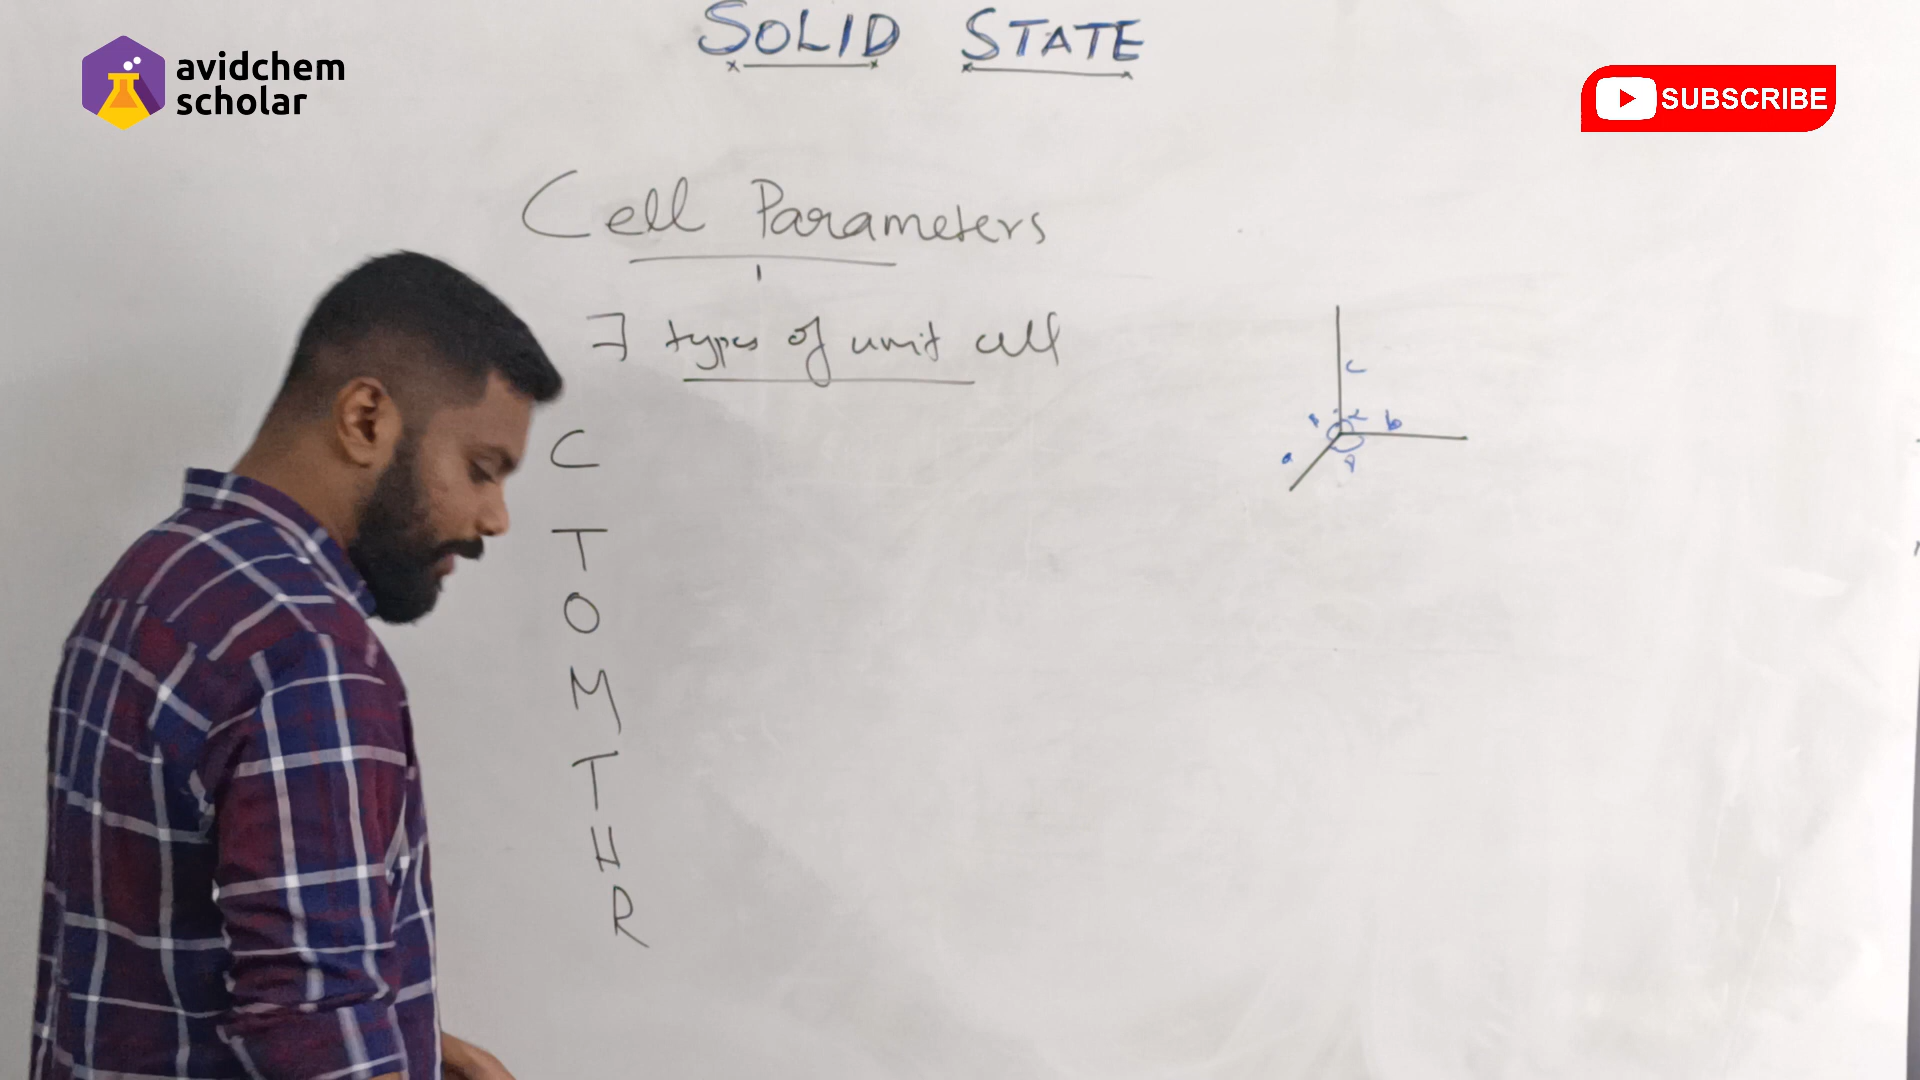 SOLID STATE
avidchem
scholar
SUBSCRIBE
Cell Parameters
7 types of unit cell
c
b
a
C
T
O
M
T
H
R